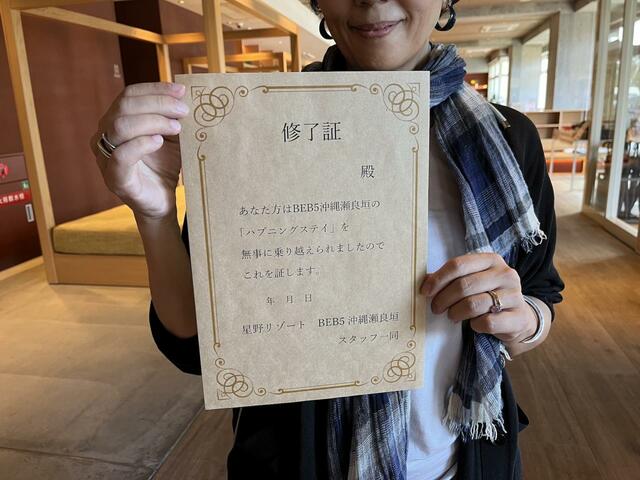 修了証
殿
あなた方はBEB5沖縄瀬良垣の
「ハプニングステイ」を
無事に乗り越えられましたので
これを証します。
年 月 日
星野リゾート BEB5 沖縄瀬良垣
スタッフ一同